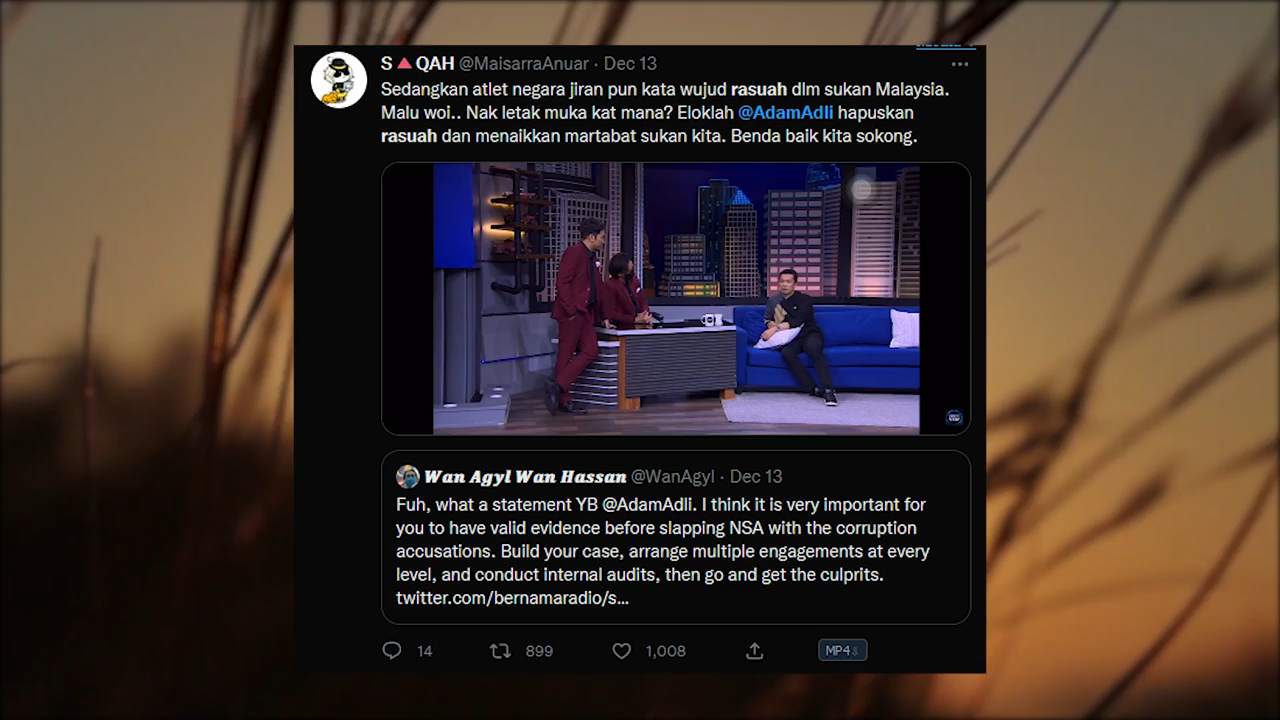 S🔺QAH @MaisarraAnuar · Dec 13
Sedangkan atlet negara jiran pun kata wujud rasuah dlm sukan Malaysia.
Malu woi.. Nak letak muka kat mana? Eloklah @AdamAdli hapuskan
rasuah dan menaikkan martabat sukan kita. Benda baik kita sokong.
Wan Agyl Wan Hassan @WanAgyl · Dec 13
Fuh, what a statement YB @AdamAdli. I think it is very important for
you to have valid evidence before slapping NSA with the corruption
accusations. Build your case, arrange multiple engagements at every
level, and conduct internal audits, then go and get the culprits.
twitter.com/bernamaradio/s...
14 899 1,008 MP4